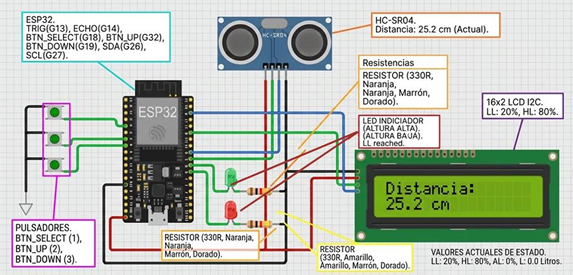 ESP32.
TRIG(G13), ECHO(G14),
BTN_SELECT(G18), BTN_UP(G32),
BTN_DOWN(G19), SDA(G26),
SCL(G27).
HC-SR04
HC-SR04.
Distancia: 25.2 cm (Actual).
Resistencias
RESISTOR (330R,
Naranja,
Naranja, Marrón,
Dorado).
16x2 LCD I2C.
LL: 20%, HL: 80%.
ESP32
LED INDICIADOR
(ALTURA ALTA).
(ALTURA BAJA).
LL reached.
Distancia:
25.2 cm
PULSADORES.
BTN_SELECT (1),
BTN_UP (2),
BTN_DOWN (3).
RESISTOR (330R, Naranja,
Naranja,
Marrón, Dorado).
RESISTOR
(330R, Amarillo,
Amarillo, Marrón, Dorado).
VALORES ACTUALES DE ESTADO.
LL: 20%, HL: 80%, AL: 0%, L: 0.0 Litros.